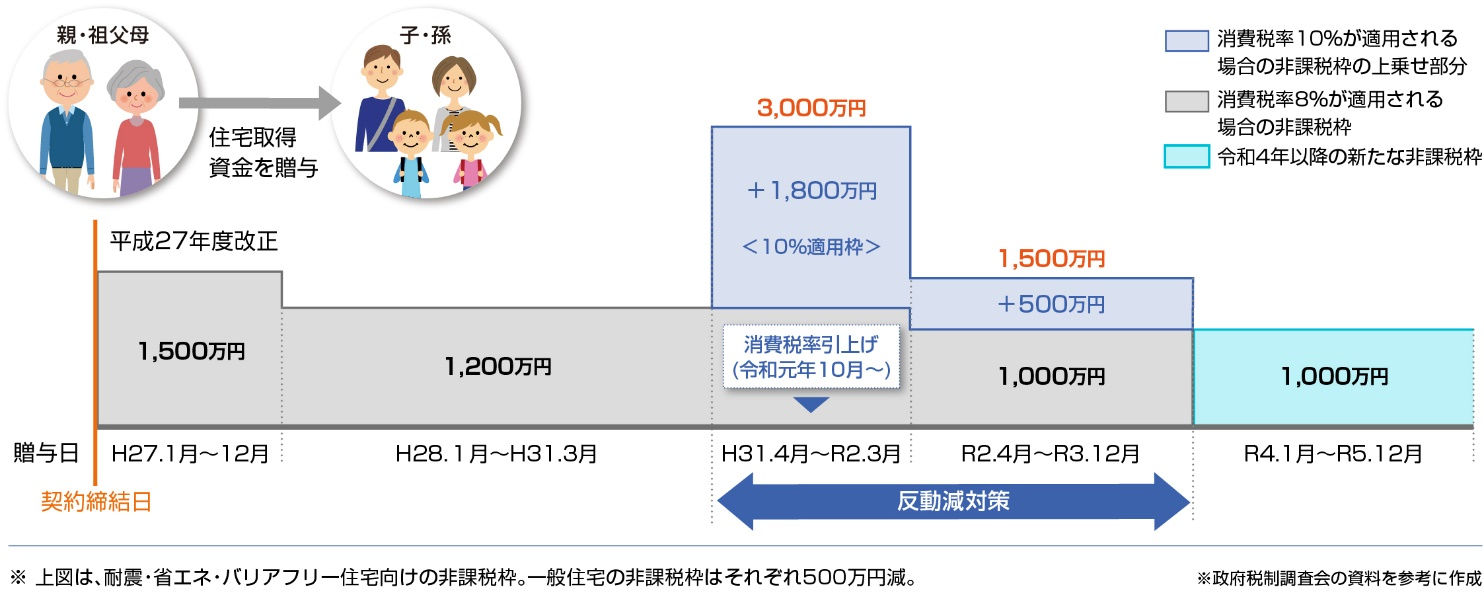 親・祖父母
子・孫
住宅取得
資金を贈与
消費税率10%が適用される
場合の非課税枠の上乗せ部分
消費税率8%が適用される
場合の非課税枠
令和4年以降の新たな非課税枠
平成27年度改正
3,000万円
+1,800万円
<10%適用枠>
1,500万円
+500万円
1,500万円
1,200万円
消費税率引上げ
(令和元年10月~)
1,000万円
1,000万円
贈与日
H27.1月~12月
H28.1月~H31.3月
H31.4月~R2.3月
R2.4月~R3.12月
R4.1月~R5.12月
契約締結日
反動減対策
※ 上図は、耐震・省エネ・バリアフリー住宅向けの非課税枠。一般住宅の非課税枠はそれぞれ500万円減。
※政府税制調査会の資料を参考に作成